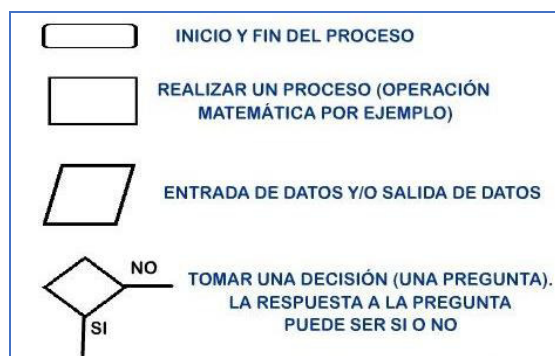 INICIO Y FIN DEL PROCESO
REALIZAR UN PROCESO (OPERACIÓN
MATEMÁTICA POR EJEMPLO)
ENTRADA DE DATOS Y/O SALIDA DE DATOS
NO
TOMAR UNA DECISIÓN (UNA PREGUNTA).
LA RESPUESTA A LA PREGUNTA
SI
PUEDE SER SI O NO